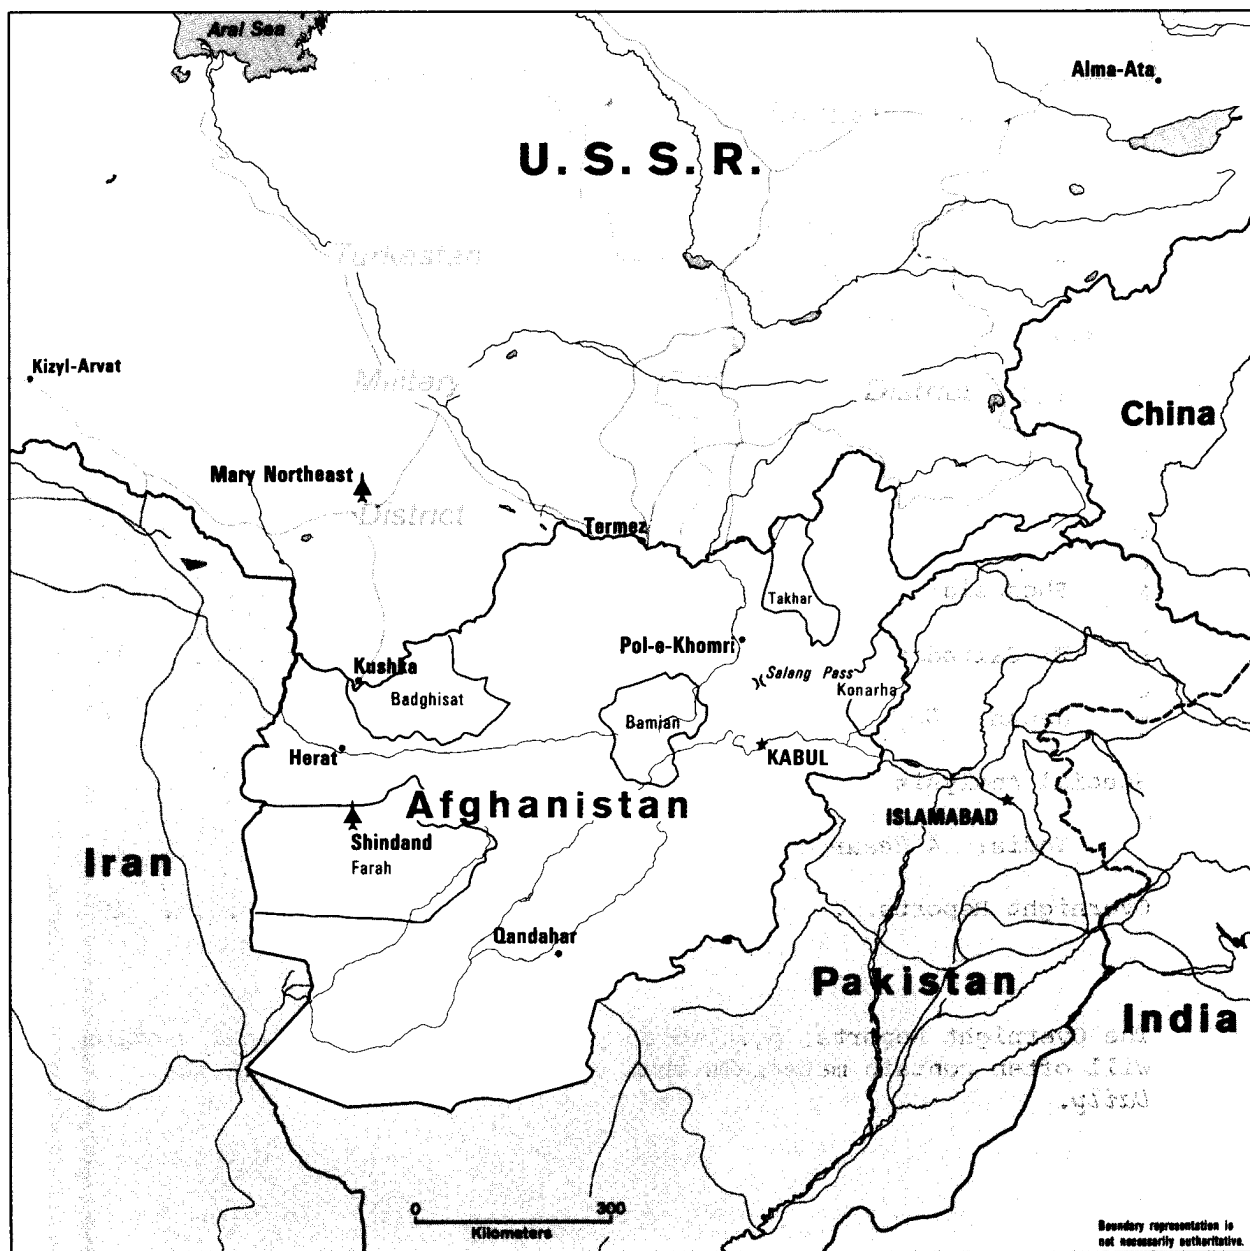 Aral Sea
Alma-Ata
U.S.S.R.
Turkestan
Kizyl-Arvat
Military
District
China
Mary Northeast
District
Termez
Takhar
Pol-e-Khomri
Kushka
Salang Pass
Badghisat
Konarha
Bamian
Herat
KABUL
Afghanistan
ISLAMABAD
Shindand
Iran
Farah
Qandahar
Pakistan
India
0 300
Kilometers
Boundary representation is
not necessarily authoritative.